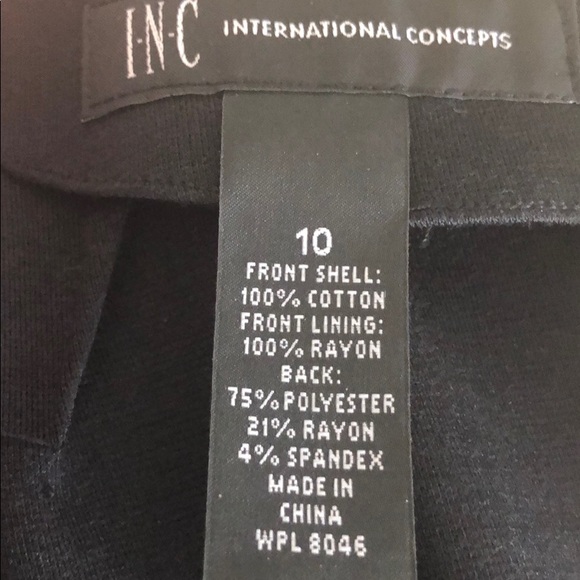 I·N·C INTERNATIONAL CONCEPTS
10
FRONT SHELL:
100% COTTON
FRONT LINING:
100% RAYON
BACK:
75% POLYESTER
21% RAYON
4% SPANDEX
MADE IN
CHINA
WPL 8046